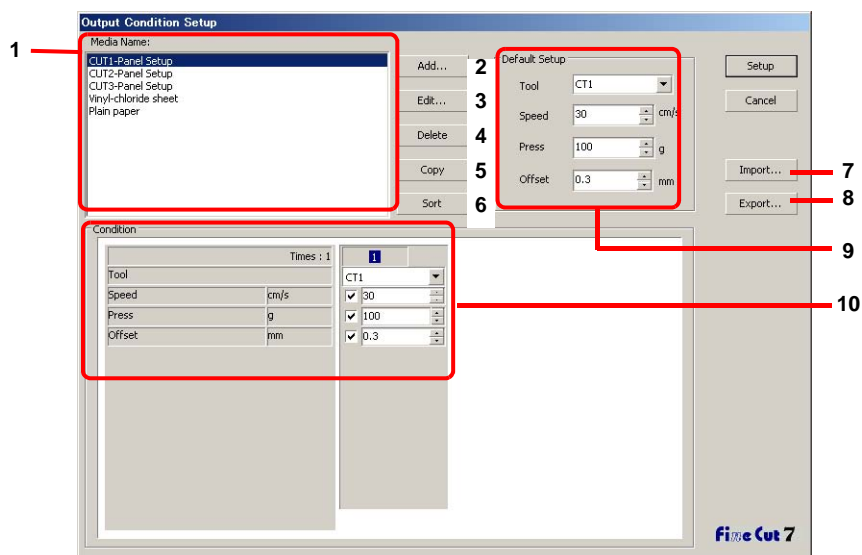 Output Condition Setup
Media Name:
1
CUT1-Panel Setup
CUT2-Panel Setup
CUT3-Panel Setup
Vinyl-chloride sheet
Plain paper
Add... 2
Edit... 3
Delete 4
Copy 5
Sort 6
Default Setup
Tool CT1
Speed 30 cm/s
Press 100 g
Offset 0.3 mm
Setup
Cancel
Import... 7
Export... 8
9
Condition
Times : 1 1
Tool CT1
Speed cm/s 30
Press g 100
Offset mm 0.3
10
Fine Cut 7